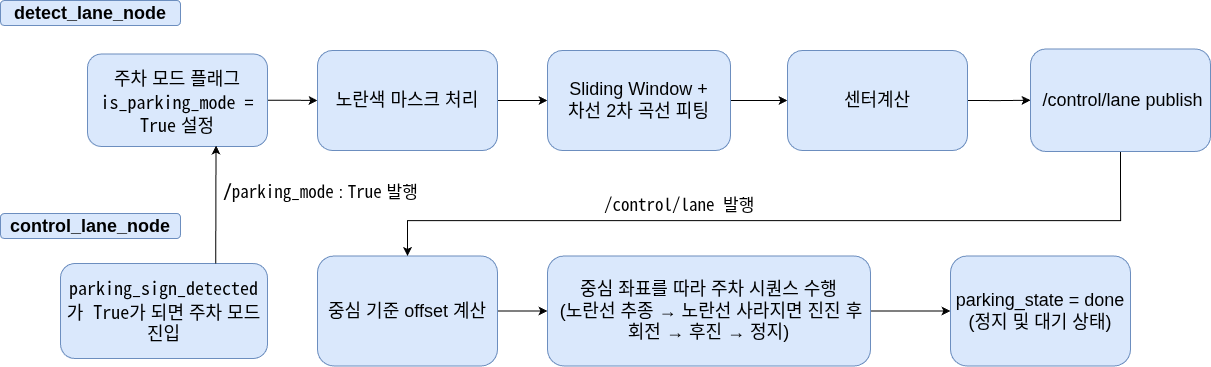 detect_lane_node
주차 모드 플래그
is_parking_mode =
True 설정
노란색 마스크 처리
Sliding Window +
차선 2차 곡선 피팅
센터계산
/control/lane publish
/parking_mode : True 발행
/control/lane 발행
control_lane_node
parking_sign_detected
가 True가 되면 주차 모드
진입
중심 기준 offset 계산
중심 좌표를 따라 주차 시퀀스 수행
(노란선 추종 → 노란선 사라지면 진진 후
회전 → 후진 → 정지)
parking_state = done
(정지 및 대기 상태)